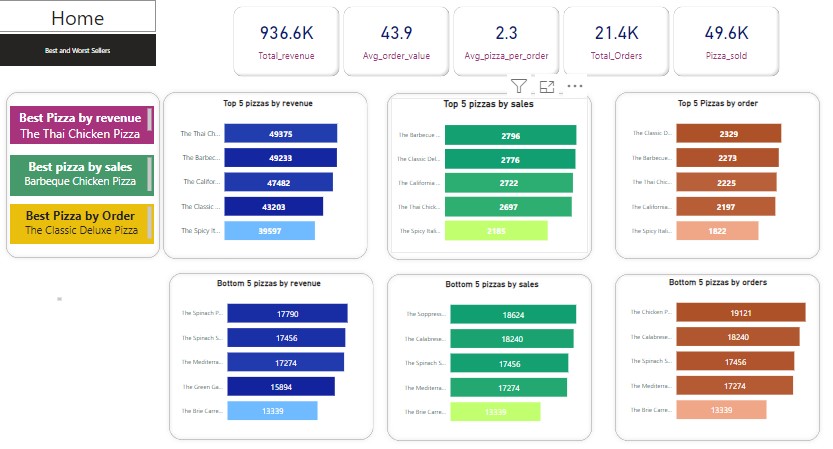 Home
Best and Worst Sellers
936.6K
Total_revenue
43.9
Avg_order_value
2.3
Avg_pizza_per_order
21.4K
Total_Orders
49.6K
Pizza_sold
Best Pizza by revenue
The Thai Chicken Pizza
Best pizza by sales
Barbeque Chicken Pizza
Best Pizza by Order
The Classic Deluxe Pizza
Top 5 pizzas by revenue
The Thai Ch... 49375
The Barbec... 49233
The Califor... 47482
The Classic ... 43203
The Spicy It... 39597
Top 5 pizzas by sales
The Barbecue ... 2796
The Classic Del... 2776
The California ... 2722
The Thai Chick... 2697
The Spicy Itali...
Top 5 Pizzas by order
The Classic D... 2329
The Barbecue... 2273
The Thai Chic... 2225
The California... 2197
The Spicy Itali... 1822
Bottom 5 pizzas by revenue
The Spinach P... 17790
The Spinach S... 17456
The Mediterra... 17274
The Green Ga... 15894
The Brie Carre... 13339
Bottom 5 pizzas by sales
The Soppress... 18624
The Calabrese... 18240
The Spinach S... 17456
The Mediterra... 17274
The Brie Carre... 13339
Bottom 5 pizzas by orders
The Chicken P... 19121
The Calabrese... 18240
The Spinach S... 17456
The Mediterra... 17274
The Brie Carre... 13339